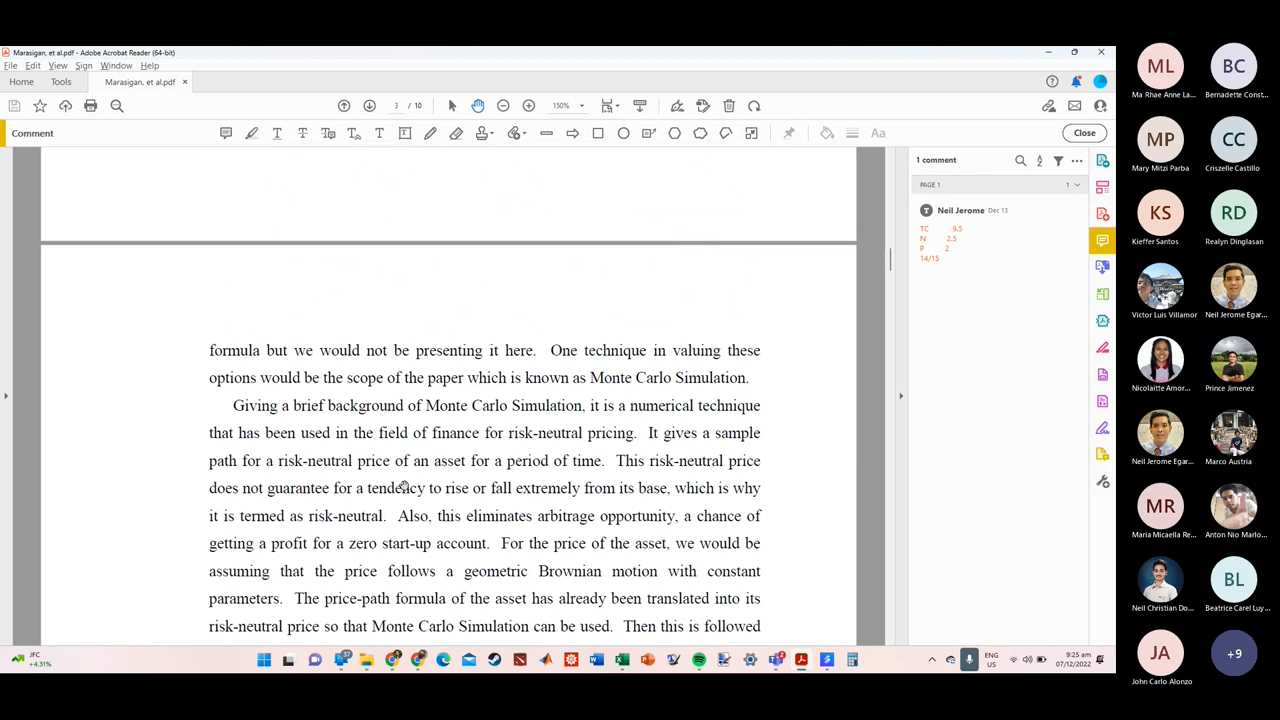 Marasigan, et al.pdf - Adobe Acrobat Reader (64-bit)
File Edit View Sign Window Help
Home Tools Marasigan, et al.pdf ×
3 / 10 150%
Comment Aa Close
1 comment
PAGE 1 1
T Neil Jerome Dec 13
TC 9.5
N 2.5
P 2
14/15
formula but we would not be presenting it here. One technique in valuing these
options would be the scope of the paper which is known as Monte Carlo Simulation.
Giving a brief background of Monte Carlo Simulation, it is a numerical technique
that has been used in the field of finance for risk-neutral pricing. It gives a sample
path for a risk-neutral price of an asset for a period of time. This risk-neutral price
does not guarantee for a tendency to rise or fall extremely from its base, which is why
it is termed as risk-neutral. Also, this eliminates arbitrage opportunity, a chance of
getting a profit for a zero start-up account. For the price of the asset, we would be
assuming that the price follows a geometric Brownian motion with constant
parameters. The price-path formula of the asset has already been translated into its
risk-neutral price so that Monte Carlo Simulation can be used. Then this is followed
JFC
+4.31%
ENG
US
9:25 am
07/12/2022
ML BC
Ma Rhae Anne La... Bernadette Const...
MP CC
Mary Mitzi Parba Criszelle Castillo
KS RD
Kieffer Santos Realyn Dinglasan
Victor Luis Villamor Neil Jerome Egar...
Nicolaitte Amor... Prince Jimenez
Neil Jerome Egar... Marco Austria
MR
Maria Micaella Re... Anton Nio Marlo...
BL
Neil Christian Do... Beatrice Carel Luy...
JA +9
John Carlo Alonzo